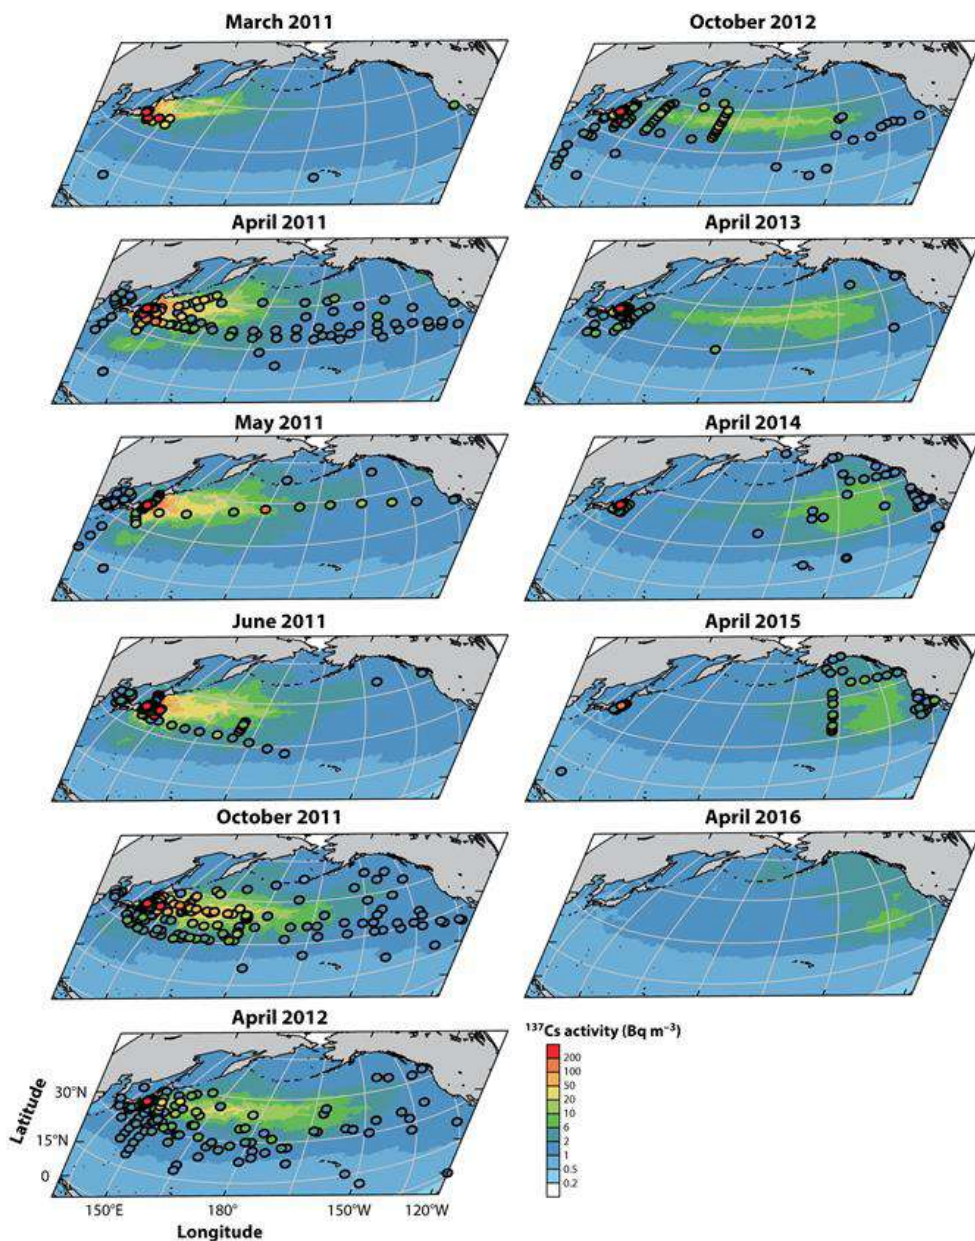 March 2011
October 2012
April 2011
April 2013
May 2011
April 2014
June 2011
April 2015
October 2011
April 2016
April 2012
¹³⁷Cs activity (Bq m⁻³)
200
100
50
20
10
6
2
1
0.5
0.2
Latitude
30°N
15°N
0
150°E
180°
150°W
120°W
Longitude